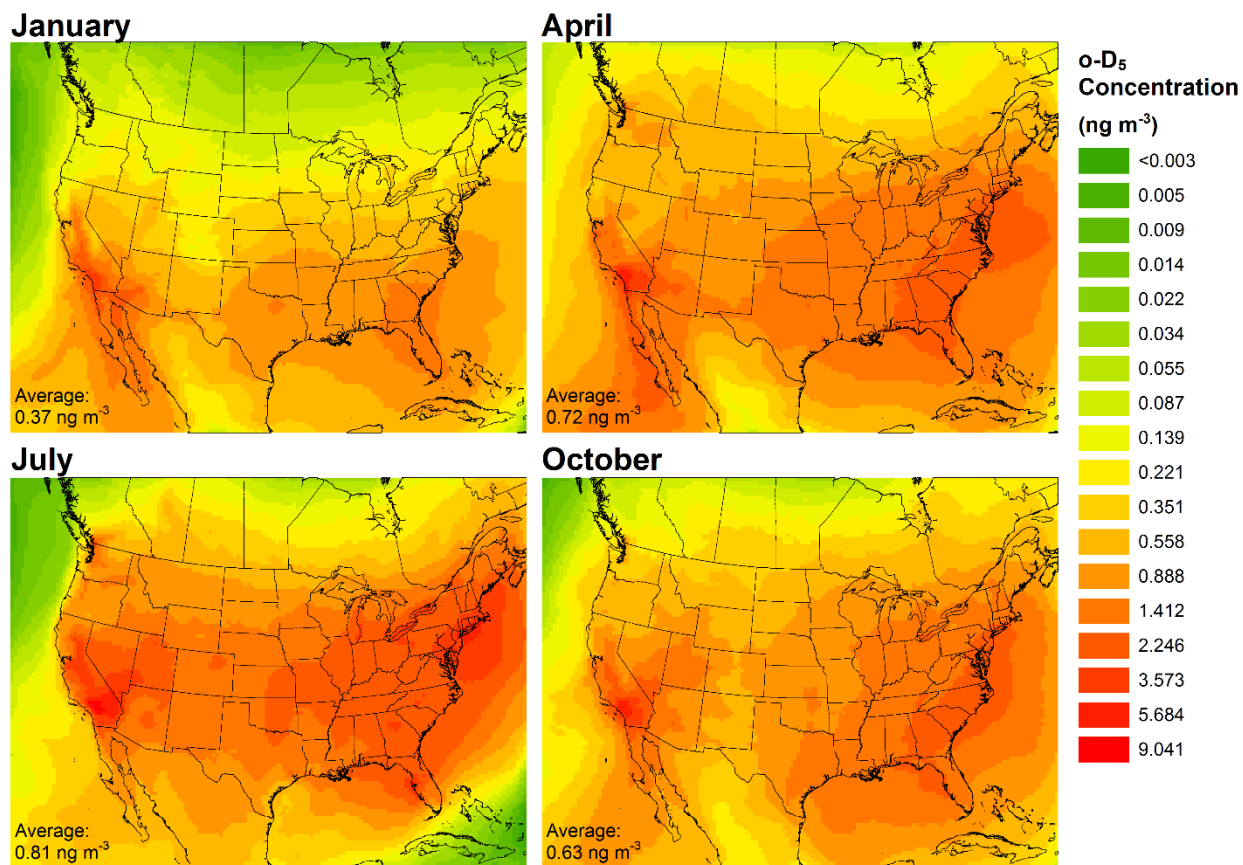 January
April
Average:
0.37 ng m⁻³
Average:
0.72 ng m⁻³
July
October
Average:
0.81 ng m⁻³
Average:
0.63 ng m⁻³
o-D₅
Concentration
(ng m⁻³)
<0.003
0.005
0.009
0.014
0.022
0.034
0.055
0.087
0.139
0.221
0.351
0.558
0.888
1.412
2.246
3.573
5.684
9.041